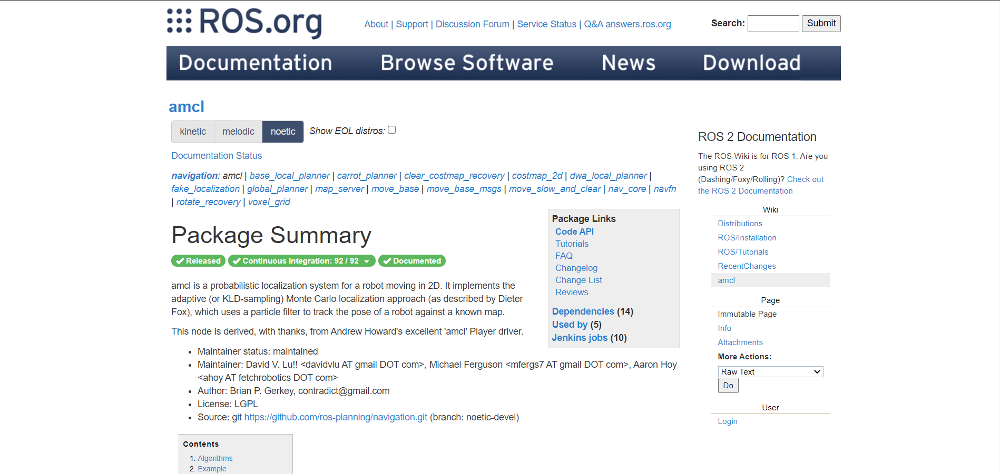 ROS.org
About | Support | Discussion Forum | Service Status | Q&A answers.ros.org
Search:
Submit
Documentation
Browse Software
News
Download
amcl
kinetic
melodic
noetic
Show EOL distros:
Documentation Status
navigation: amcl | base_local_planner | carrot_planner | clear_costmap_recovery | costmap_2d | dwa_local_planner |
fake_localization | global_planner | map_server | move_base | move_base_msgs | move_slow_and_clear | nav_core | navfn
| rotate_recovery | voxel_grid
Package Summary
Released
Continuous Integration: 92 / 92
Documented
amcl is a probabilistic localization system for a robot moving in 2D. It implements the
adaptive (or KLD-sampling) Monte Carlo localization approach (as described by Dieter
Fox), which uses a particle filter to track the pose of a robot against a known map.
This node is derived, with thanks, from Andrew Howard's excellent 'amcl' Player driver.
• Maintainer status: maintained
• Maintainer: David V. Lu!! <davidvlu AT gmail DOT com>, Michael Ferguson <mfergs7 AT gmail DOT com>, Aaron Hoy
<ahoy AT fetchrobotics DOT com>
• Author: Brian P. Gerkey, contradict@gmail.com
• License: LGPL
• Source: git https://github.com/ros-planning/navigation.git (branch: noetic-devel)
Contents
1. Algorithms
2. Example
Package Links
Code API
Tutorials
FAQ
Changelog
Change List
Reviews
Dependencies (14)
Used by (5)
Jenkins jobs (10)
ROS 2 Documentation
The ROS Wiki is for ROS 1. Are you
using ROS 2
(Dashing/Foxy/Rolling)? Check out
the ROS 2 Documentation
Wiki
Distributions
ROS/Installation
ROS/Tutorials
RecentChanges
amcl
Page
Immutable Page
Info
Attachments
More Actions:
Raw Text
Do
User
Login